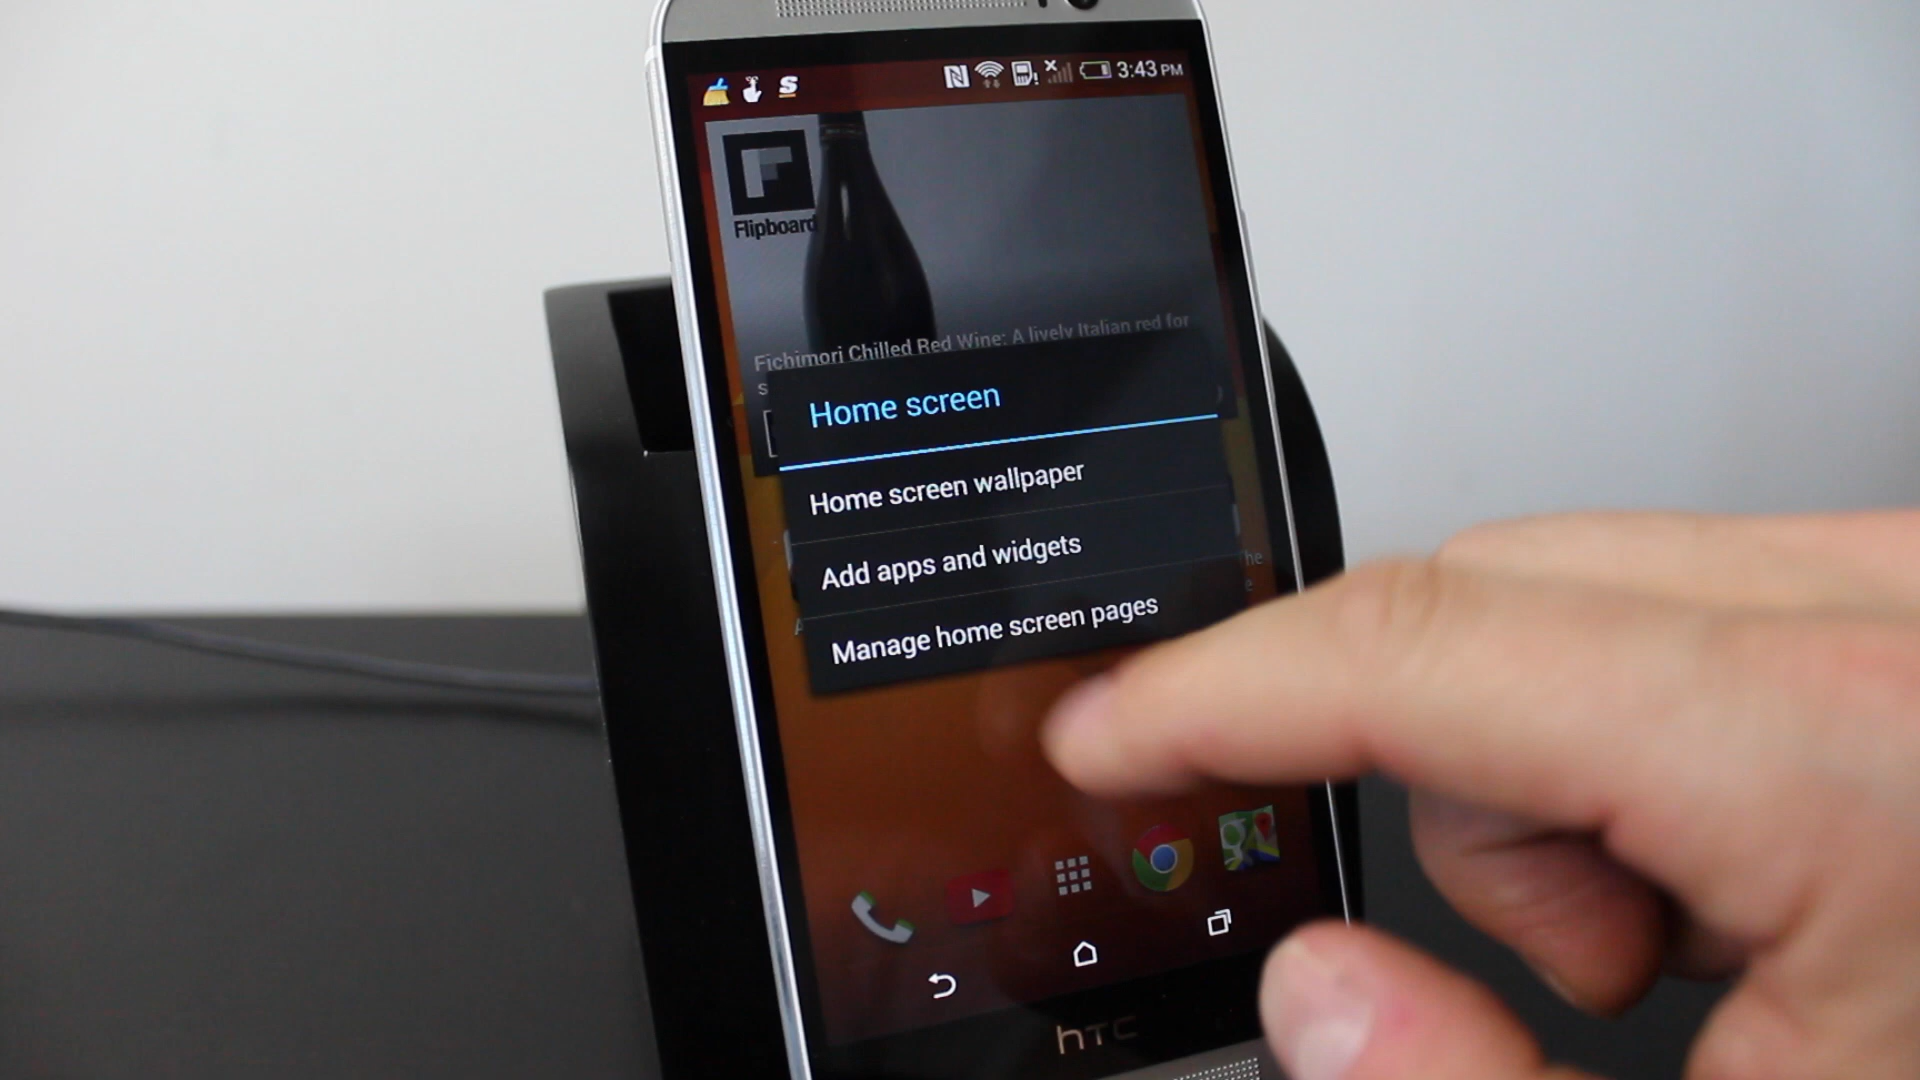 S
3:43 PM
Flipboard
Fichimori Chilled Red Wine: A lively Italian red for
s
Home screen
Home screen wallpaper
Add apps and widgets
The
e
Manage home screen pages
A
hTC